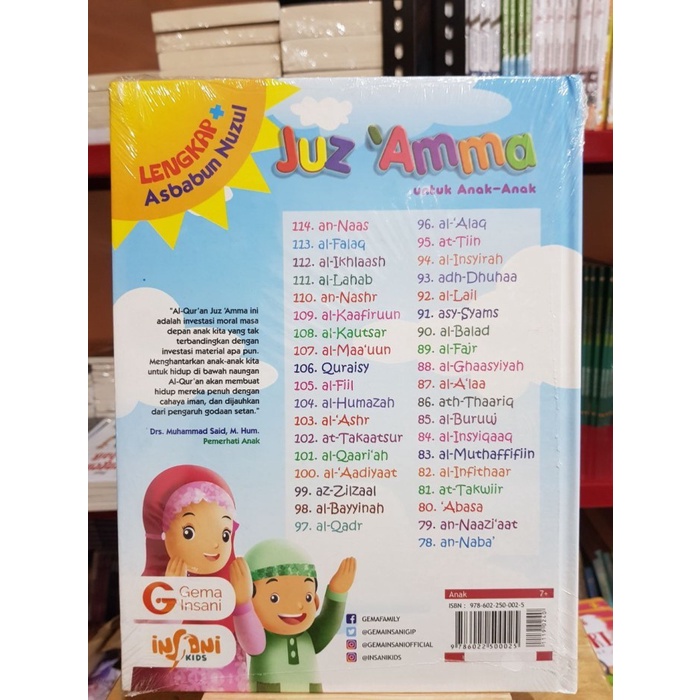 LENGKAP+
Asbabun Nuzul
Juz 'Amma
untuk Anak-Anak
114. an-Naas
113. al-Falaq
112. al-Ikhlaash
111. al-Lahab
110. an-Nashr
109. al-Kaafiruun
108. al-Kautsar
107. al-Maa'uun
106. Quraisy
105. al-Fiil
104. al-Humazah
103. al-'Ashr
102. at-Takaatsur
101. al-Qaari'ah
100. al-'Aadiyaat
99. az-Zilzaal
98. al-Bayyinah
97. al-Qadr
96. al-'Alaq
95. at-Tiin
94. al-Insyirah
93. adh-Dhuhaa
92. al-Lail
91. asy-Syams
90. al-Balad
89. al-Fajr
88. al-Ghaasyiyah
87. al-A'laa
86. ath-Thaariq
85. al-Buruuj
84. al-Insyiqaaq
83. al-Muthaffifiin
82. al-Infithaar
81. at-Takwiir
80. 'Abasa
79. an-Naazi'aat
78. an-Naba'
"Al-Qur'an Juz 'Amma ini
adalah investasi moral masa
depan anak kita yang tak
terbandingkan dengan
investasi material apa pun.
Menghantarkan anak-anak kita
untuk hidup di bawah naungan
Al-Qur'an akan membuat
hidup mereka penuh dengan
cahaya iman, dan dijauhkan
dari pengaruh godaan setan."
Drs. Muhammad Said, M. Hum.
Pemerhati Anak
Gema
Insani
insani
KIDS
GEMAFAMILY
@GEMAINSANIGIP
@GEMAINSANIOFFICIAL
@INSANIKIDS
Anak 7+
ISBN : 978-602-250-002-5
9786022500025